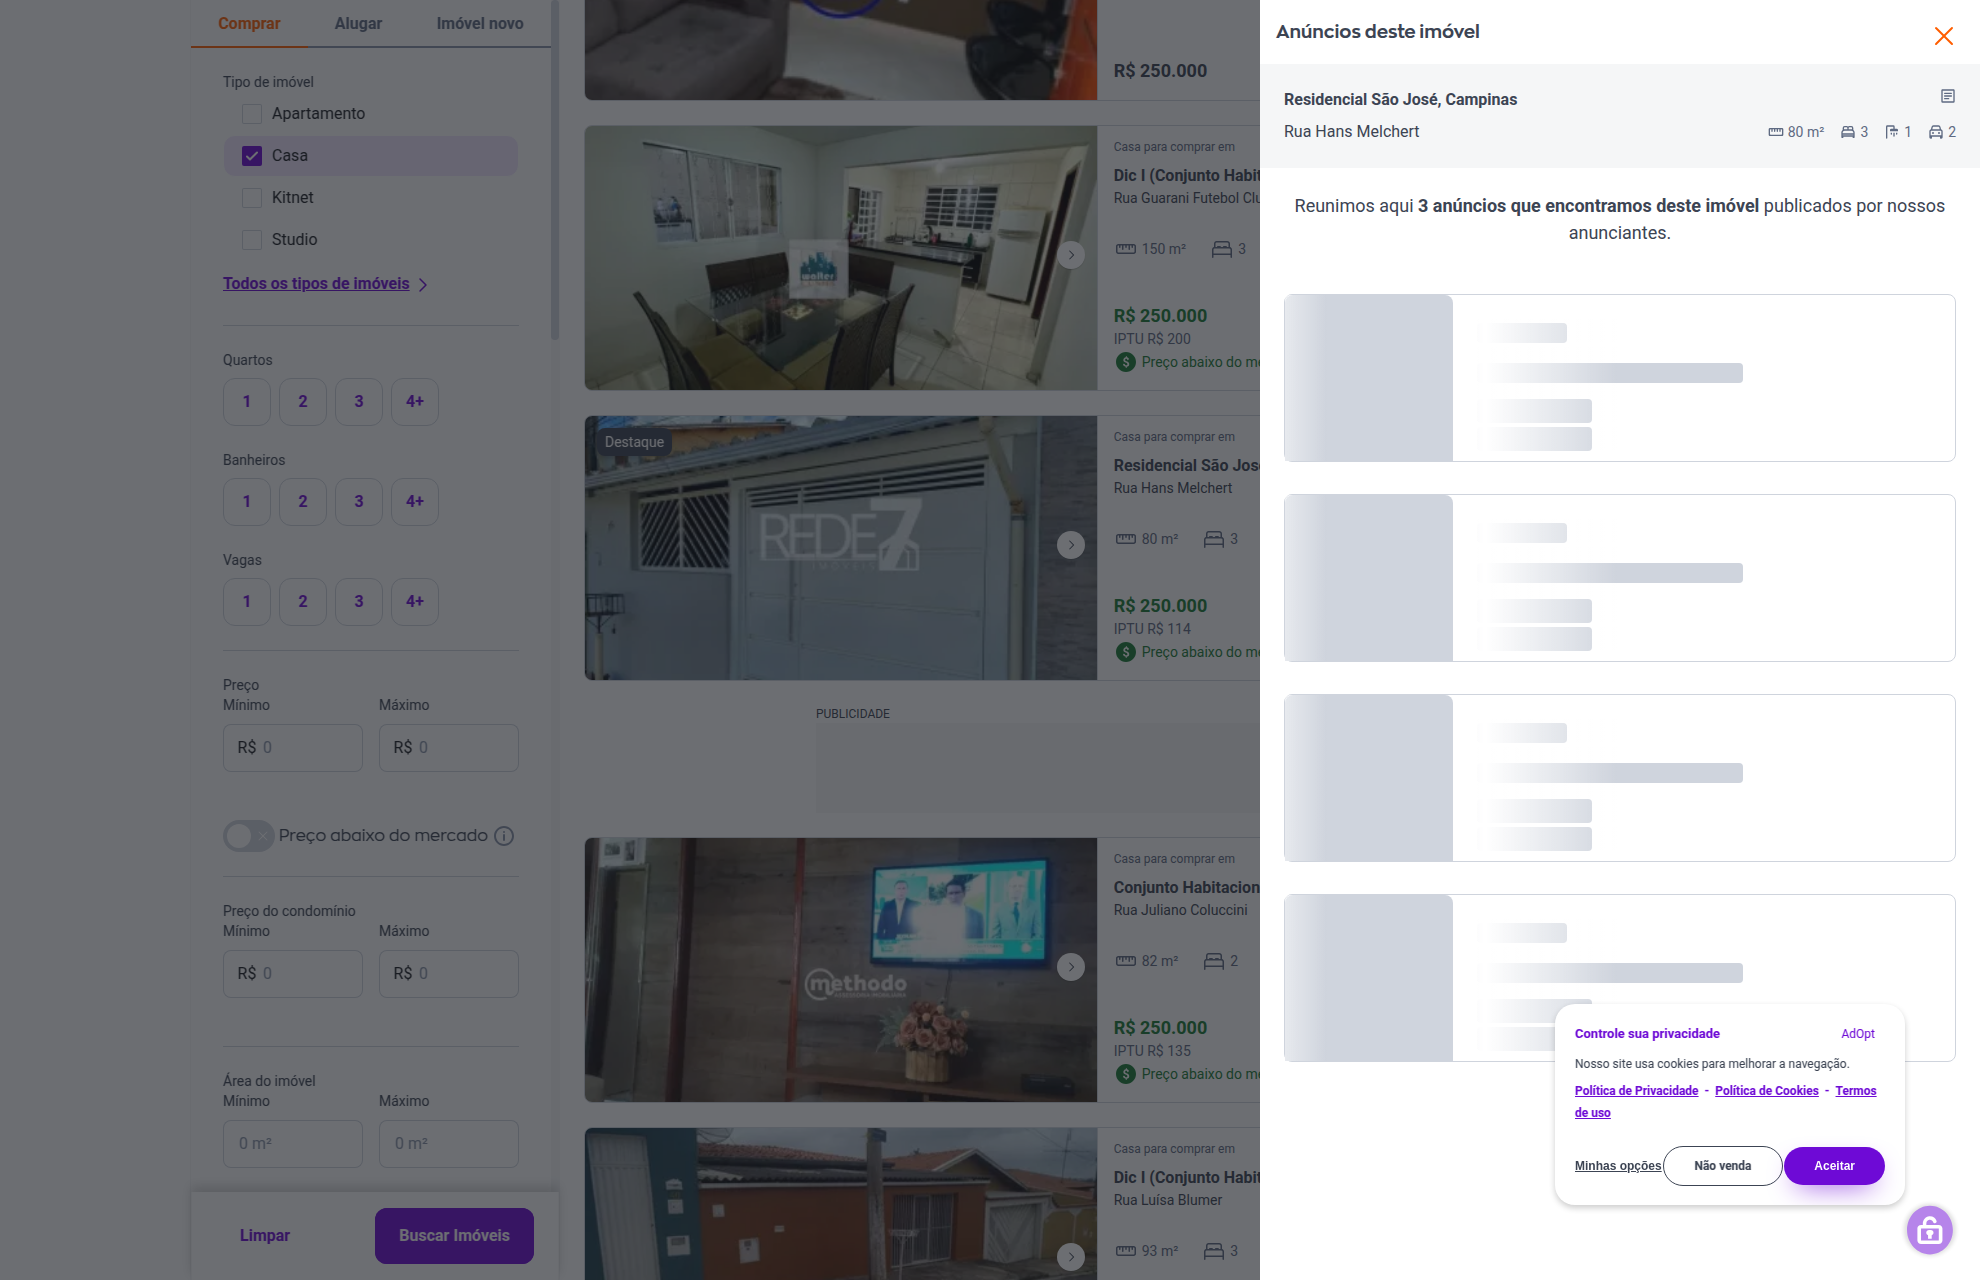 Comprar
Alugar
Imóvel novo
Tipo de imóvel
Apartamento
Casa
Kitnet
Studio
Todos os tipos de imóveis
Quartos
1 2 3 4+
Banheiros
1 2 3 4+
Vagas
1 2 3 4+
Preço
Mínimo Máximo
R$ 0 R$ 0
Preço abaixo do mercado
Preço do condomínio
Mínimo Máximo
R$ 0 R$ 0
Área do imóvel
Mínimo Máximo
0 m² 0 m²
Limpar
Buscar Imóveis
R$ 250.000
walter
Casa para comprar em
Dic I (Conjunto Habit
Rua Guarani Futebol Clu
150 m² 3
R$ 250.000
IPTU R$ 200
Preço abaixo do me
Destaque
REDE7
IMÓVEIS
Casa para comprar em
Residencial São José
Rua Hans Melchert
80 m² 3
R$ 250.000
IPTU R$ 114
Preço abaixo do me
PUBLICIDADE
methodo
Casa para comprar em
Conjunto Habitacion
Rua Juliano Coluccini
82 m² 2
R$ 250.000
IPTU R$ 135
Preço abaixo do me
Casa para comprar em
Dic I (Conjunto Habit
Rua Luísa Blumer
93 m² 3
Anúncios deste imóvel
Residencial São José, Campinas
Rua Hans Melchert
80 m² 3 1 2
Reunimos aqui 3 anúncios que encontramos deste imóvel publicados por nossos
anunciantes.
Controle sua privacidade
AdOpt
Nosso site usa cookies para melhorar a navegação.
Política de Privacidade - Política de Cookies - Termos
de uso
Minhas opções
Não venda
Aceitar